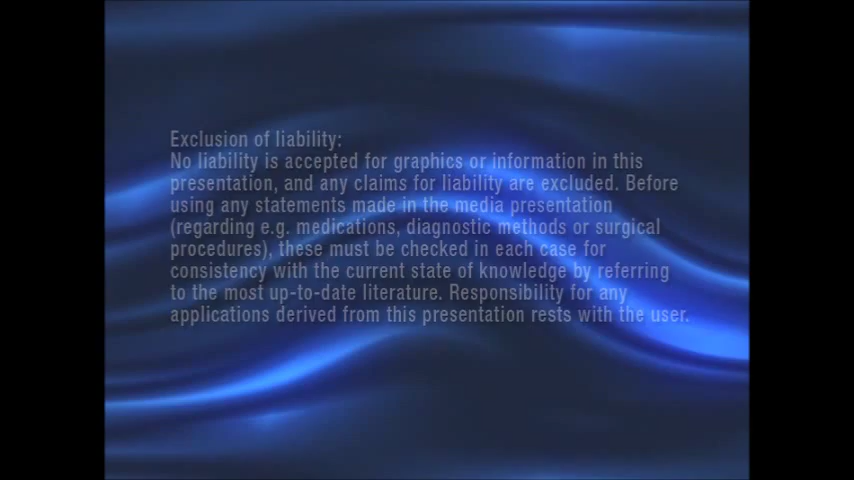 Exclusion of liability:
No liability is accepted for graphics or information in this
presentation, and any claims for liability are excluded. Before
using any statements made in the media presentation
(regarding e.g. medications, diagnostic methods or surgical
procedures), these must be checked in each case for
consistency with the current state of knowledge by referring
to the most up-to-date literature. Responsibility for any
applications derived from this presentation rests with the user.